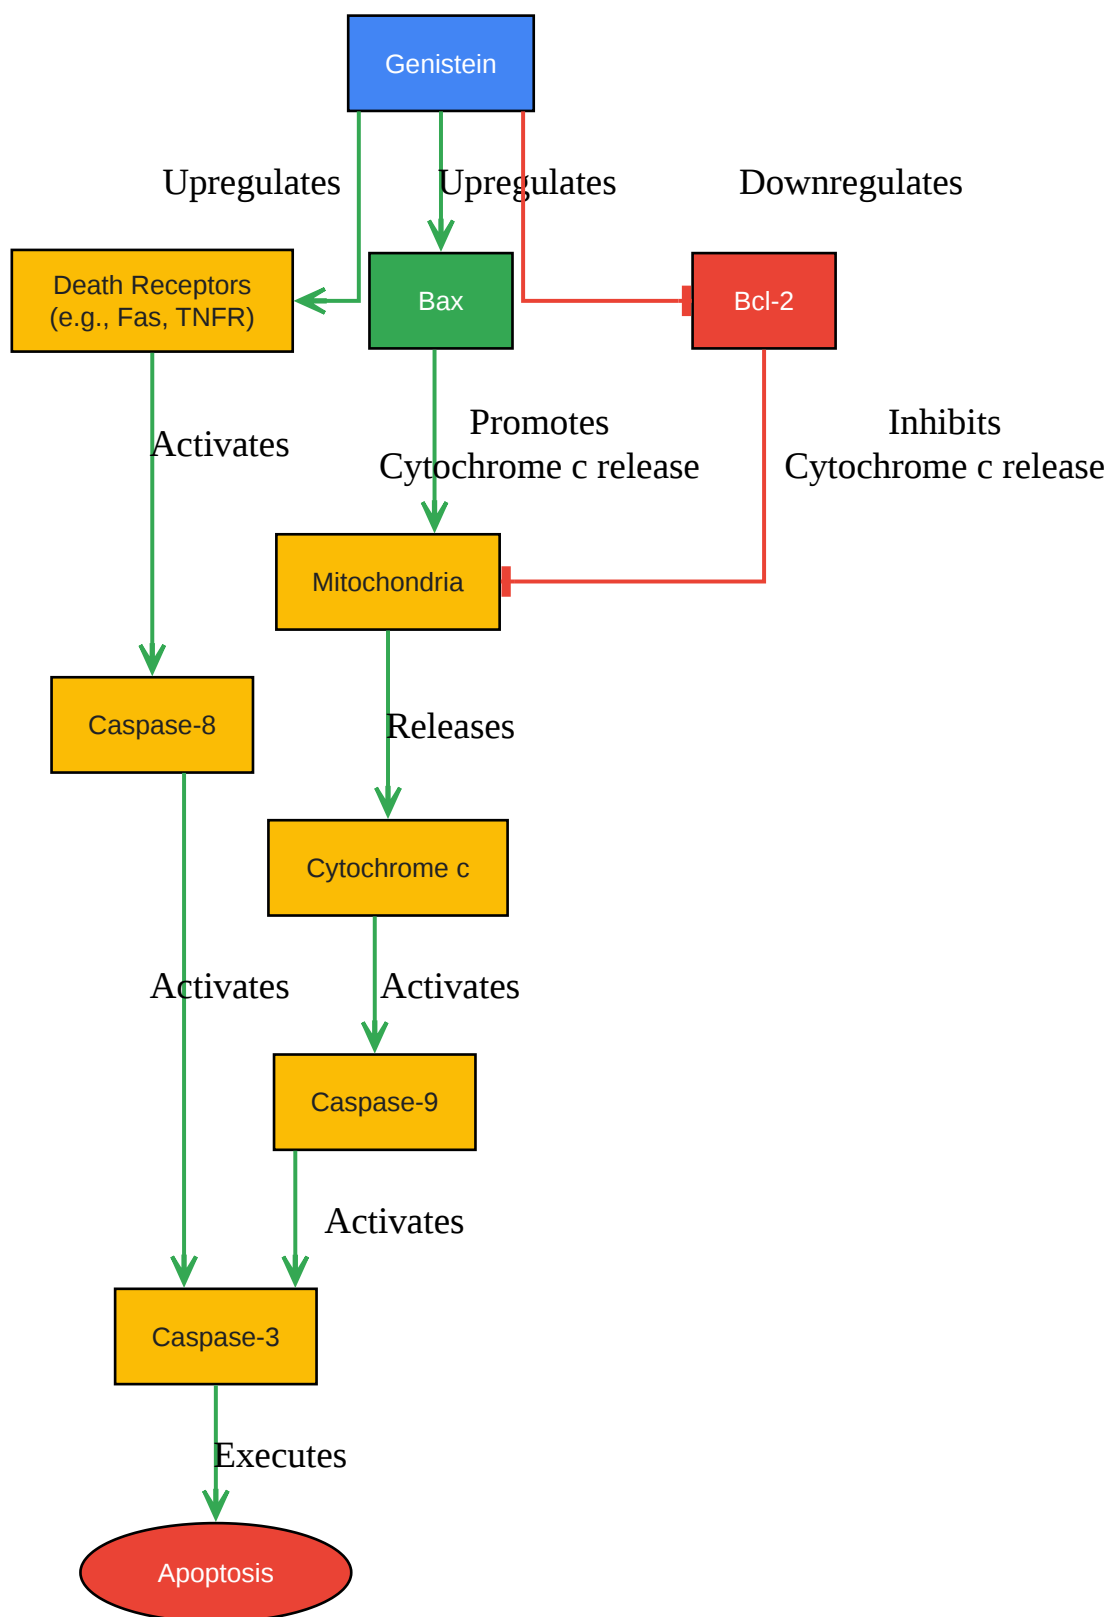 Genistein
Upregulates
Upregulates
Downregulates
Death Receptors
(e.g., Fas, TNFR)
Bax
Bcl-2
Activates
Promotes
Cytochrome c release
Inhibits
Cytochrome c release
Mitochondria
Caspase-8
Releases
Cytochrome c
Activates
Activates
Caspase-9
Activates
Caspase-3
Executes
Apoptosis